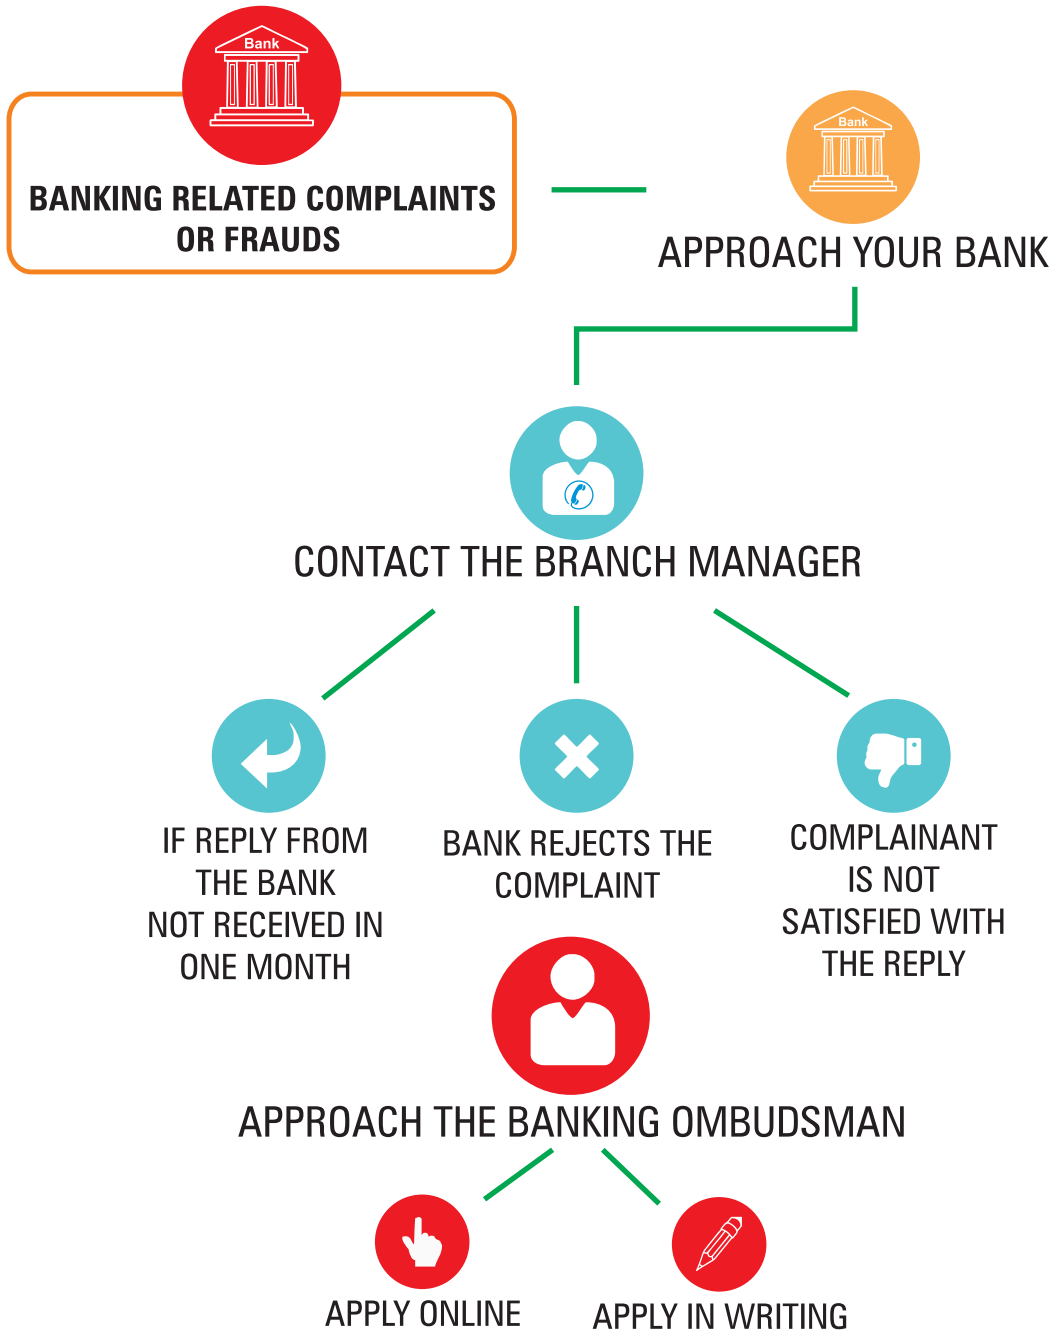 Bank
BANKING RELATED COMPLAINTS
OR FRAUDS
Bank
APPROACH YOUR BANK
CONTACT THE BRANCH MANAGER
IF REPLY FROM
THE BANK
NOT RECEIVED IN
ONE MONTH
BANK REJECTS THE
COMPLAINT
COMPLAINANT
IS NOT
SATISFIED WITH
THE REPLY
APPROACH THE BANKING OMBUDSMAN
APPLY ONLINE
APPLY IN WRITING